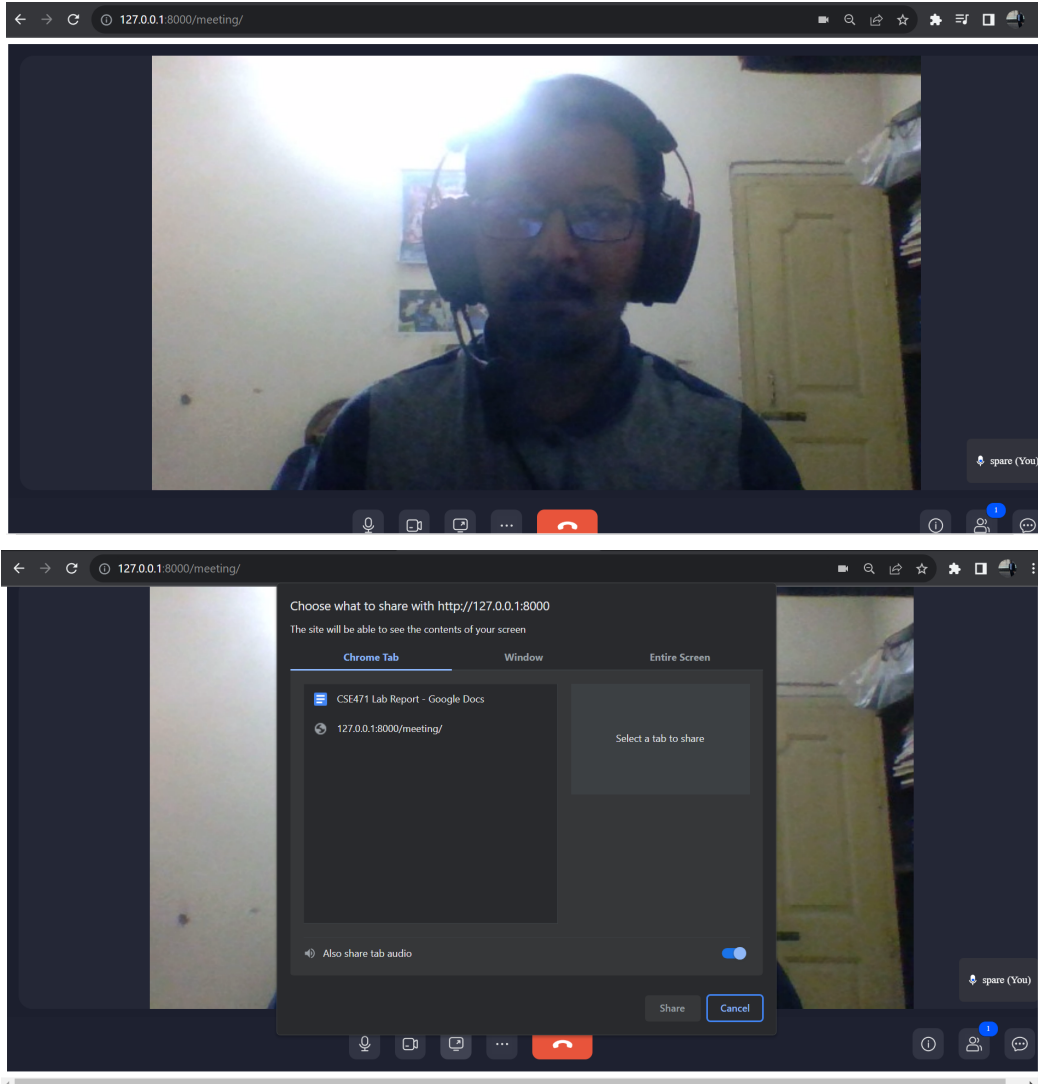 127.0.0.1:8000/meeting/
spare (You)
1
127.0.0.1:8000/meeting/
Choose what to share with http://127.0.0.1:8000
The site will be able to see the contents of your screen
Chrome Tab Window Entire Screen
CSE471 Lab Report - Google Docs
127.0.0.1:8000/meeting/
Select a tab to share
Also share tab audio
Share Cancel
spare (You)
1